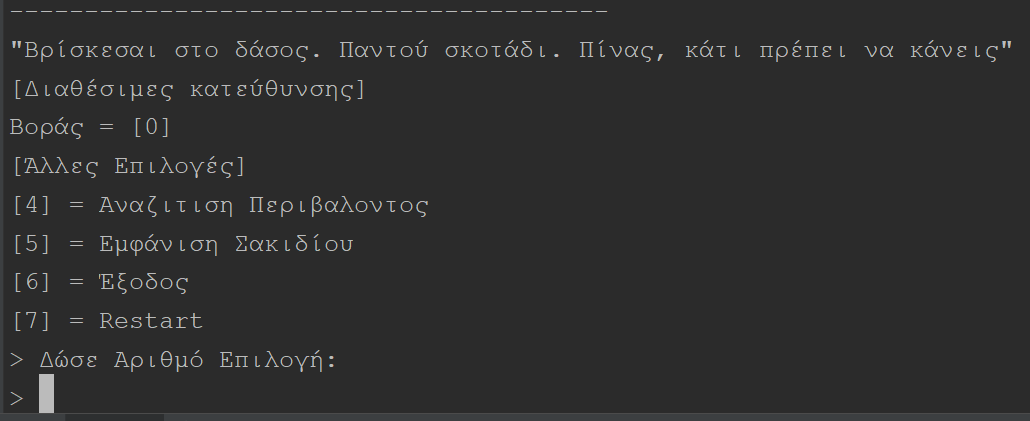 ----------------------------------------
"Βρίσκεσαι στο δάσος. Παντού σκοτάδι. Πίνας, κάτι πρέπει να κάνεις"
[Διαθέσιμες κατεύθυνσης]
Βοράς = [0]
[Άλλες Επιλογές]
[4] = Αναζιτιση Περιβαλοντος
[5] = Εμφάνιση Σακιδίου
[6] = Έξοδος
[7] = Restart
> Δώσε Αριθμό Επιλογή:
>